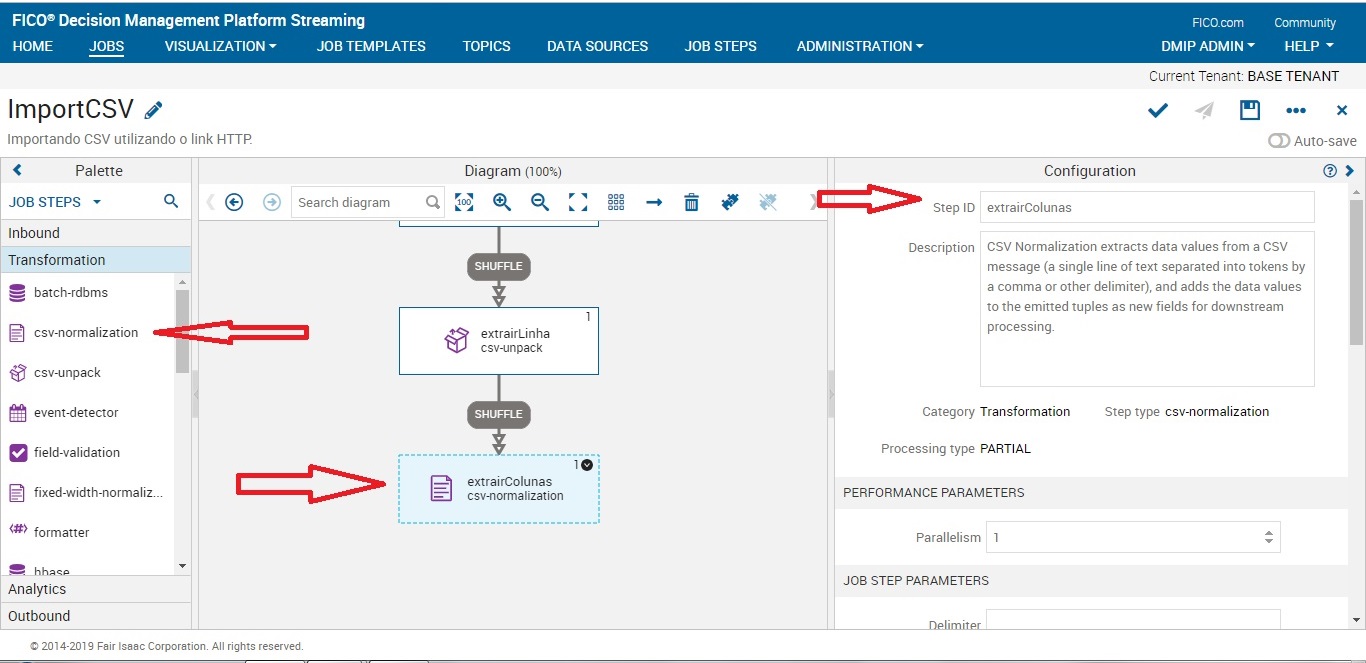 FICO® Decision Management Platform Streaming
FICO.com Community
HOME JOBS VISUALIZATION JOB TEMPLATES TOPICS DATA SOURCES JOB STEPS ADMINISTRATION DMIP ADMIN HELP
Current Tenant: BASE TENANT
ImportCSV
Importando CSV utilizando o link HTTP.
Auto-save
Palette
JOB STEPS
Inbound
Transformation
batch-rdbms
csv-normalization
csv-unpack
event-detector
field-validation
fixed-width-normaliz...
formatter
hbase
Analytics
Outbound
Diagram (100%)
Search diagram
100
SHUFFLE
1
extrairLinha
csv-unpack
SHUFFLE
1
extrairColunas
csv-normalization
Configuration
Step ID extrairColunas
Description CSV Normalization extracts data values from a CSV
message (a single line of text separated into tokens by
a comma or other delimiter), and adds the data values
to the emitted tuples as new fields for downstream
processing.
Category Transformation Step type csv-normalization
Processing type PARTIAL
PERFORMANCE PARAMETERS
Parallelism 1
JOB STEP PARAMETERS
Delimiter
© 2014-2019 Fair Isaac Corporation. All rights reserved.